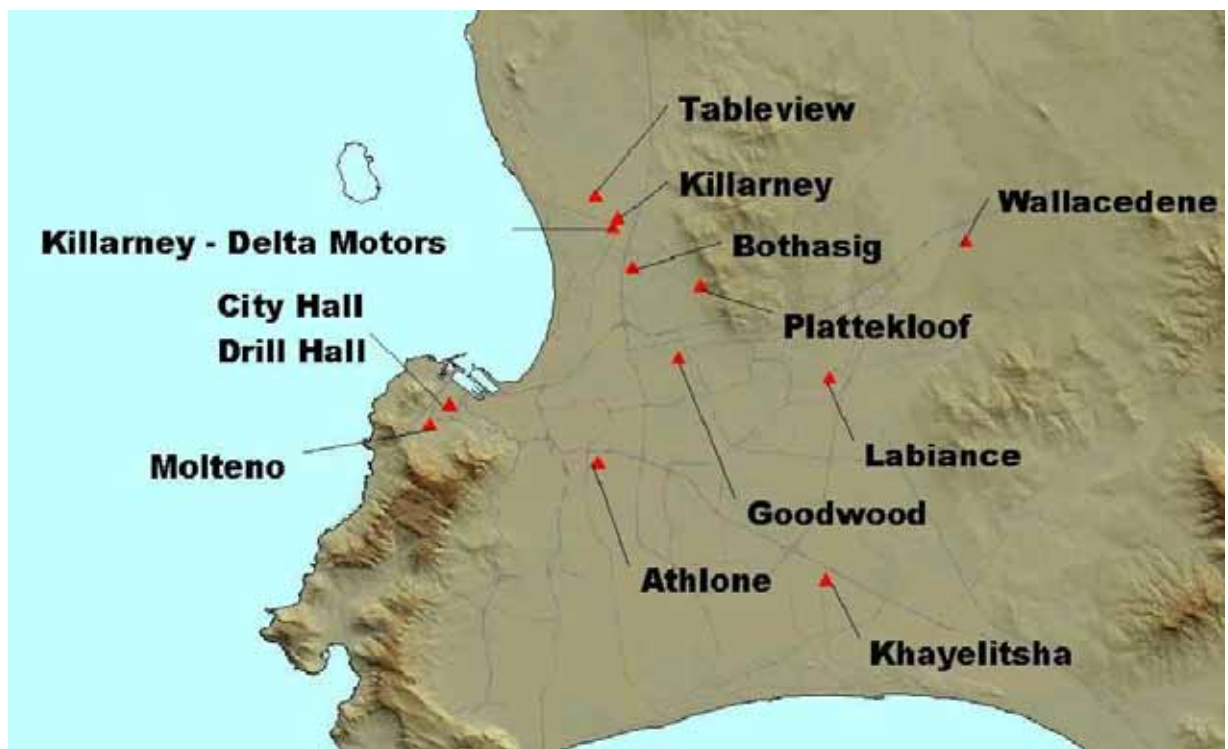 Tableview
Killarney
Wallacedene
Killarney - Delta Motors
Bothasig
City Hall
Plattekloof
Drill Hall
Labiance
Molteno
Goodwood
Athlone
Khayelitsha